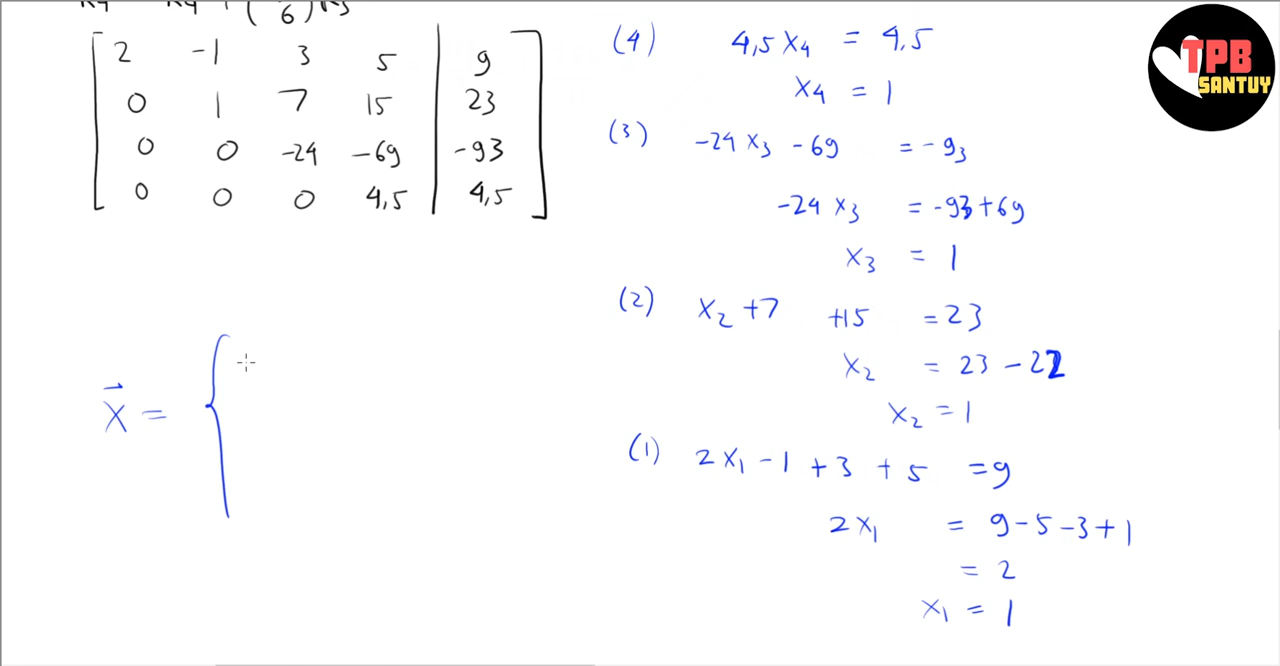 2 -1 3 5 | 9
0 1 7 15 | 23
0 0 -24 -69 | -93
0 0 0 4,5 | 4,5
X⃗ = {
(4) 4,5 x₄ = 4,5
x₄ = 1
(3) -24 x₃ - 69 = -93
-24 x₃ = -93 + 69
x₃ = 1
(2) x₂ + 7 +15 = 23
x₂ = 23 - 22
x₂ = 1
(1) 2x₁ - 1 + 3 + 5 = 9
2x₁ = 9 - 5 - 3 + 1
= 2
x₁ = 1
TPB
SANTUY